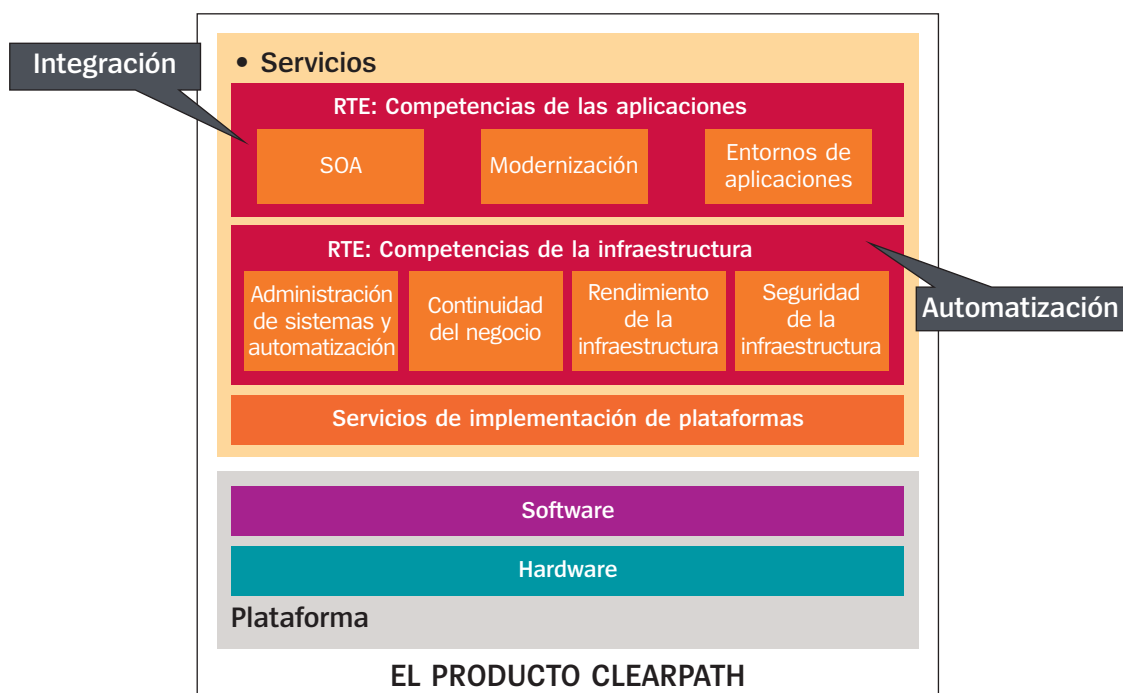 Integración
• Servicios
RTE: Competencias de las aplicaciones
SOA
Modernización
Entornos de
aplicaciones
RTE: Competencias de la infraestructura
Administración
de sistemas y
automatización
Continuidad
del negocio
Rendimiento
de la
infraestructura
Seguridad
de la
infraestructura
Automatización
Servicios de implementación de plataformas
Software
Hardware
Plataforma
EL PRODUCTO CLEARPATH